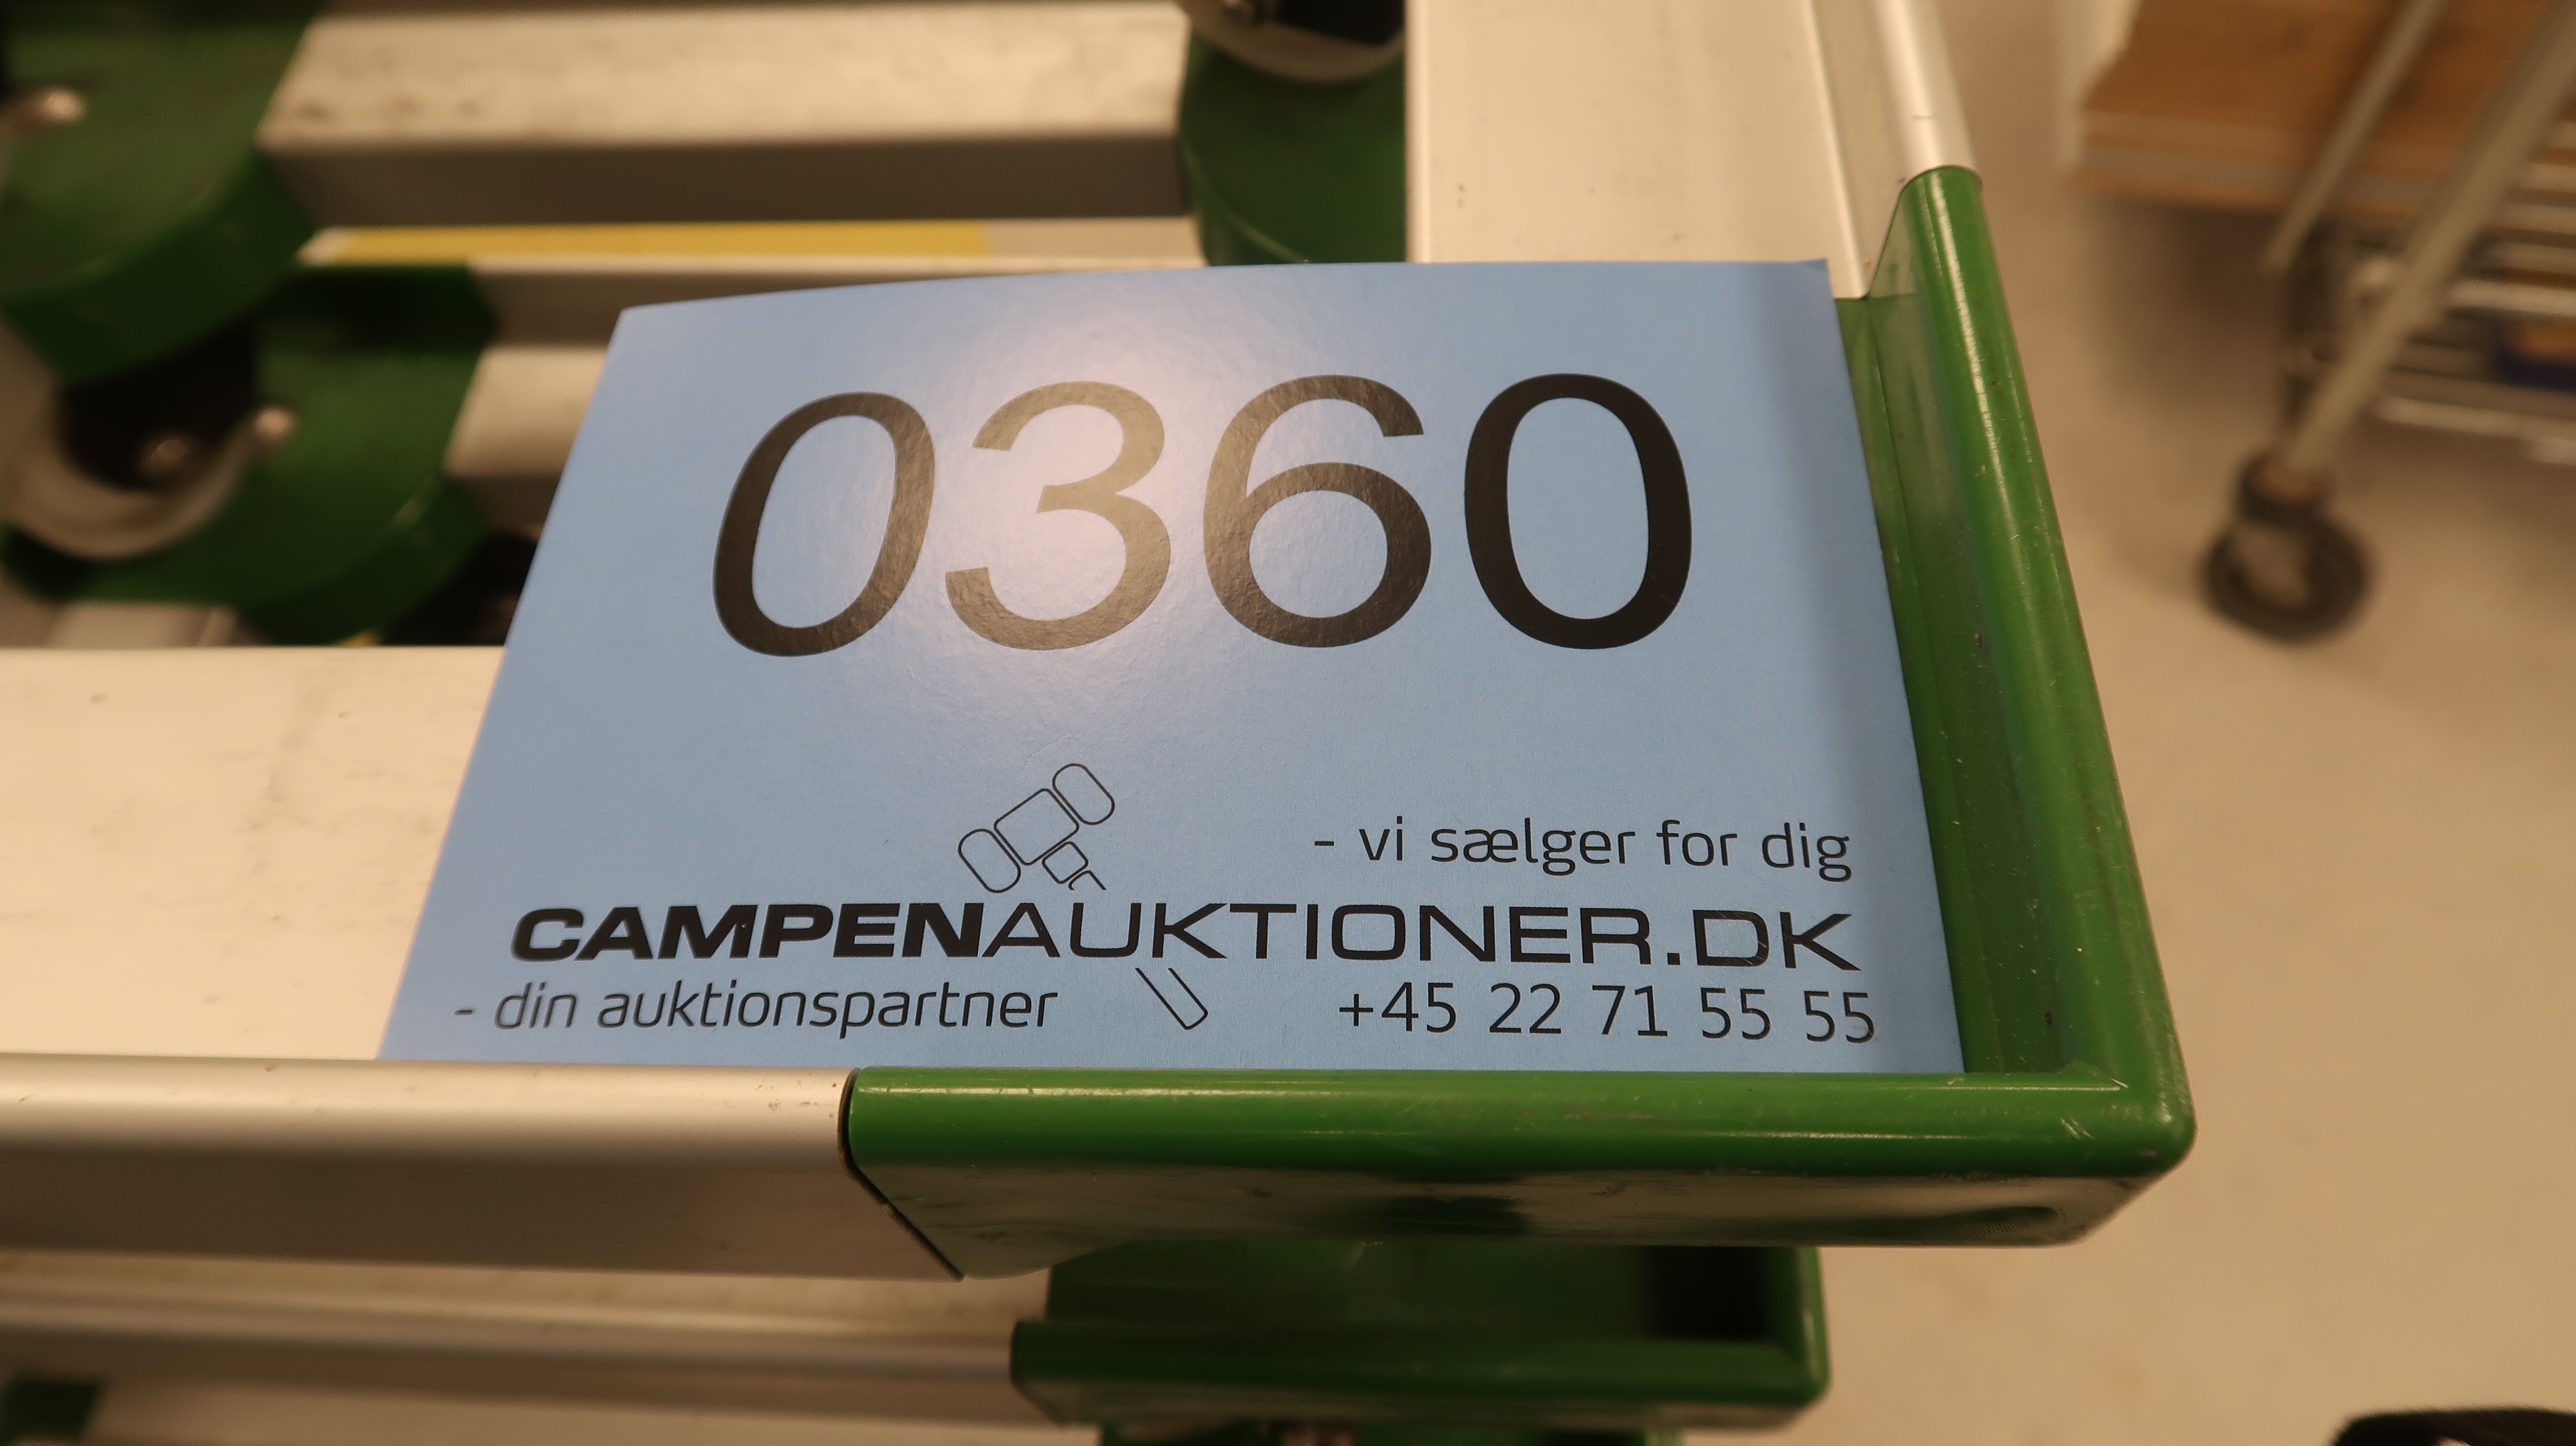 0360
- vi sælger for dig
CAMPENAUKTIONER.DK
- din auktionspartner
+45 22 71 55 55